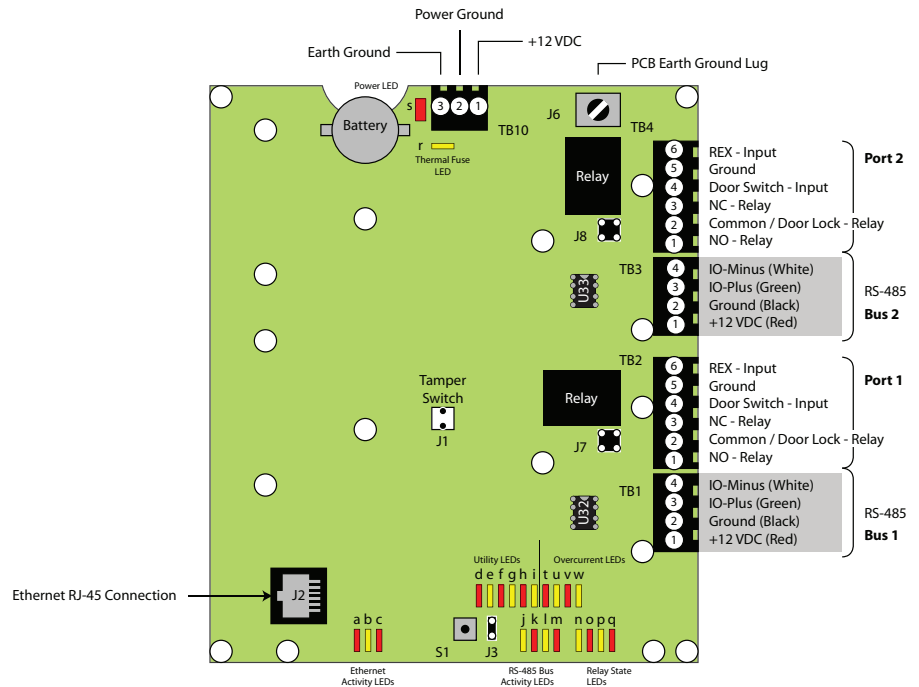 Power Ground
Earth Ground
+12 VDC
PCB Earth Ground Lug
Power LED
s
3 2 1
J6
Battery
TB10
TB4
r
Thermal Fuse
LED
Relay
J8
6 REX - Input
5 Ground
4 Door Switch - Input
3 NC - Relay
2 Common / Door Lock - Relay
1 NO - Relay
Port 2
TB3
U33
4 IO-Minus (White)
3 IO-Plus (Green)
2 Ground (Black)
1 +12 VDC (Red)
RS-485
Bus 2
TB2
Tamper
Switch
J1
Relay
J7
6 REX - Input
5 Ground
4 Door Switch - Input
3 NC - Relay
2 Common / Door Lock - Relay
1 NO - Relay
Port 1
TB1
U32
4 IO-Minus (White)
3 IO-Plus (Green)
2 Ground (Black)
1 +12 VDC (Red)
RS-485
Bus 1
Utility LEDs
Overcurrent LEDs
d e f g h i t u v w
Ethernet RJ-45 Connection
J2
a b c
S1
J3
j k l m
n o p q
Ethernet
Activity LEDs
RS-485 Bus
Activity LEDs
Relay State
LEDs